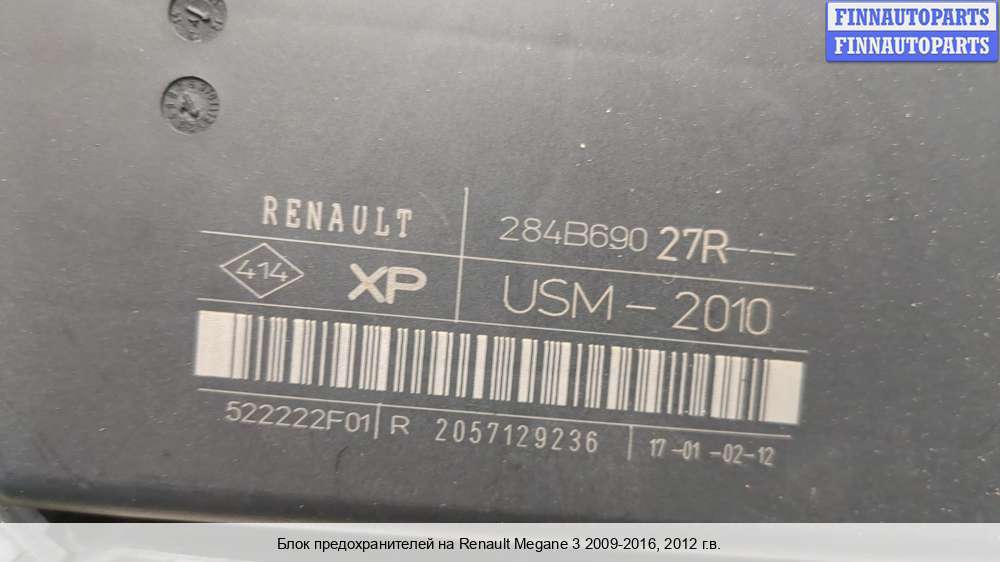 FINNAUTOPARTS
FINNAUTOPARTS
RENAULT 284B690 27R---
414 XP USM - 2010
522222F01 R 2057129236 17-01-02-12
Блок предохранителей на Renault Megane 3 2009-2016, 2012 г.в.